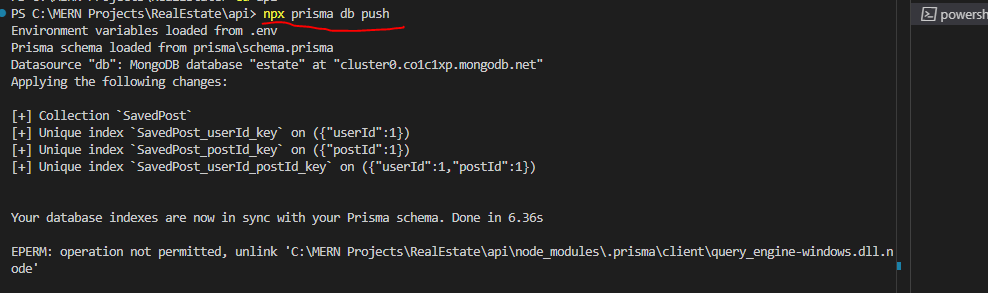 PS C:\MERN Projects\RealEstate\api> npx prisma db push
Environment variables loaded from .env
Prisma schema loaded from prisma\schema.prisma
Datasource "db": MongoDB database "estate" at "cluster0.co1c1xp.mongodb.net"
Applying the following changes:
[+] Collection `SavedPost`
[+] Unique index `SavedPost_userId_key` on ({"userId":1})
[+] Unique index `SavedPost_postId_key` on ({"postId":1})
[+] Unique index `SavedPost_userId_postId_key` on ({"userId":1,"postId":1})
Your database indexes are now in sync with your Prisma schema. Done in 6.36s
EPERM: operation not permitted, unlink 'C:\MERN Projects\RealEstate\api\node_modules\.prisma\client\query_engine-windows.dll.n
ode'
powersh